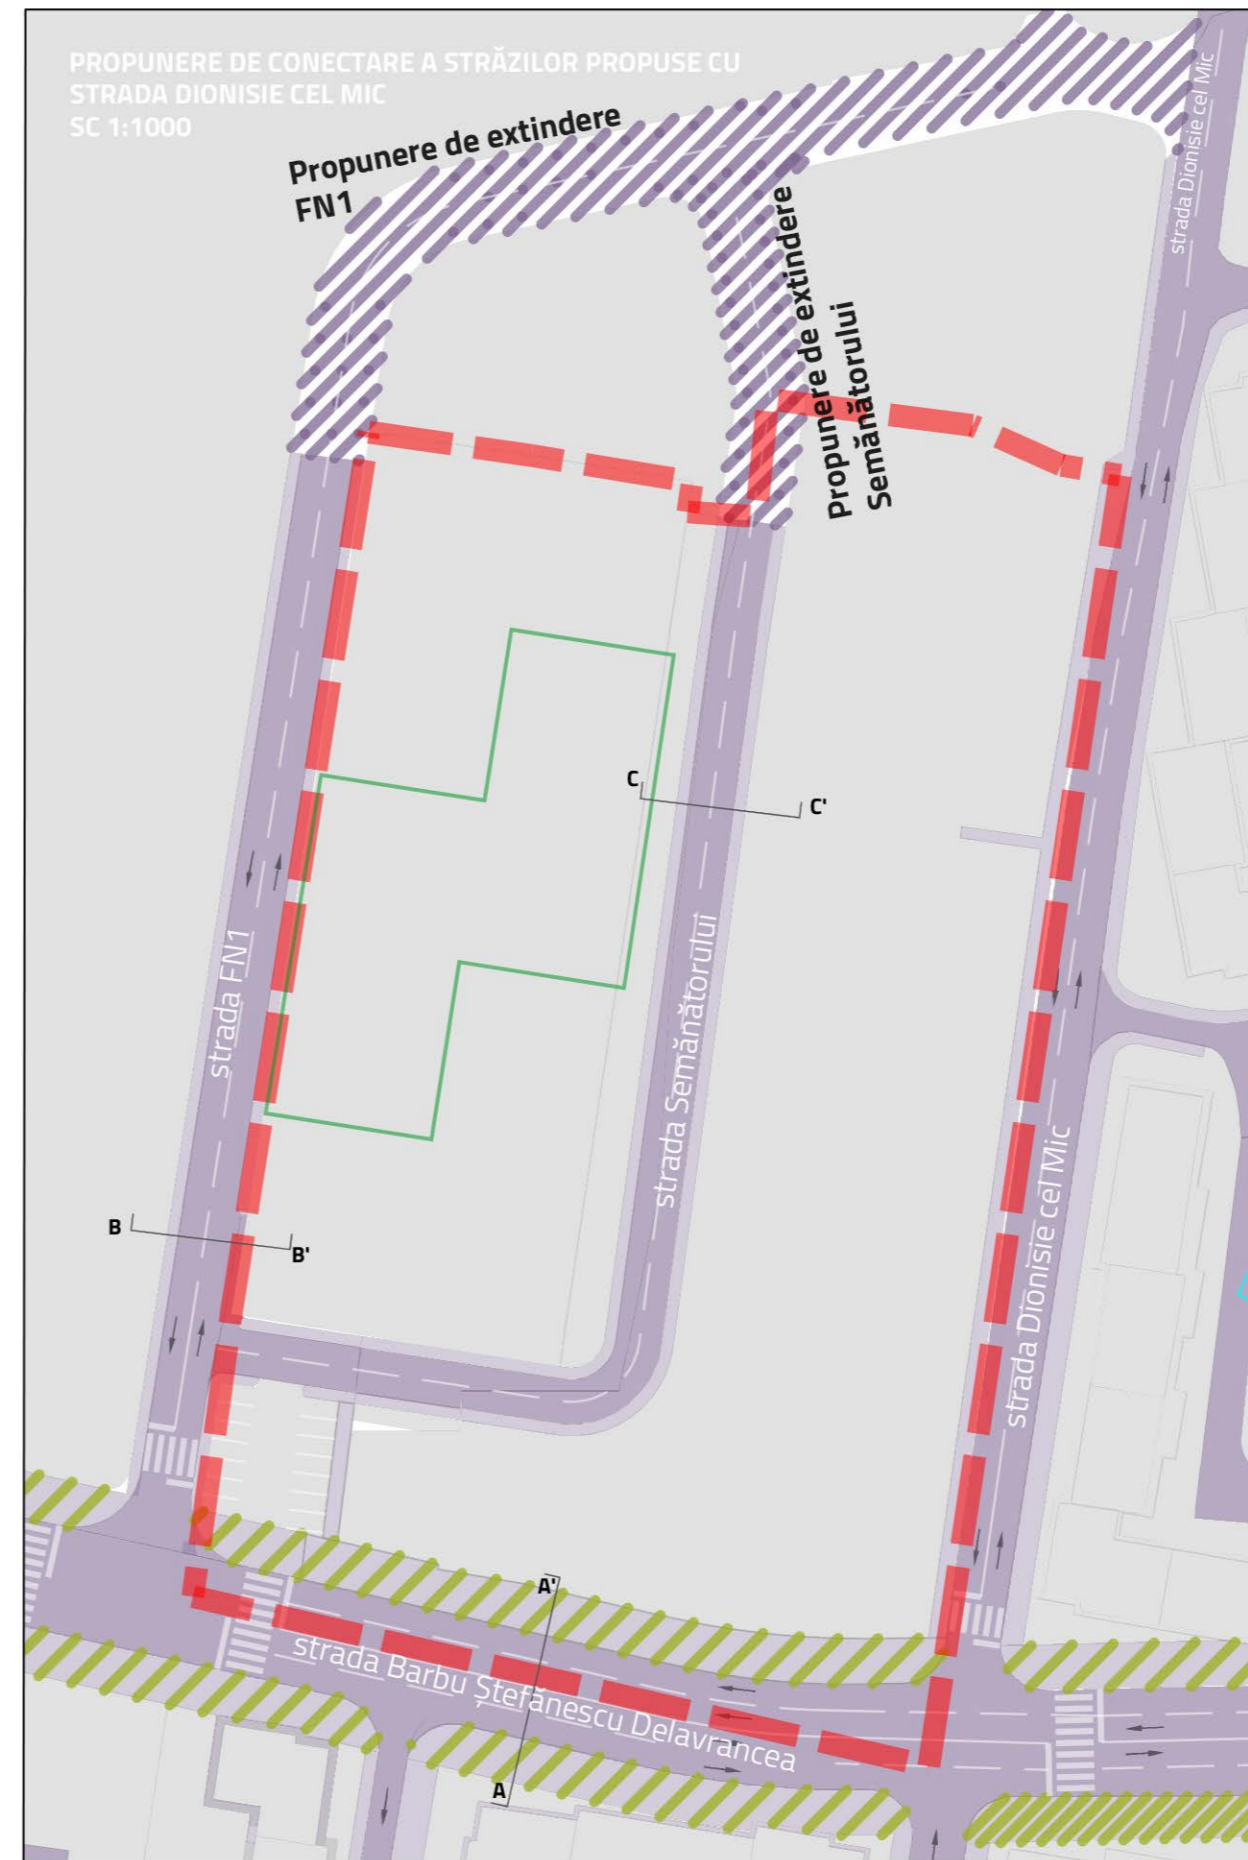 PROPUNERE DE CONECTARE A STRĂZILOR PROPUSE CU
STRADA DIONISIE CEL MIC
SC 1:1000
Propunere de extindere
FN1
strada Dionisie cel Mic
Propunere de extindere
Semănătorului
C
C'
strada FN1
strada Semănătorului
strada Dionisie cel Mic
B
B'
A'
strada Barbu Ștefănescu Delavrancea
A